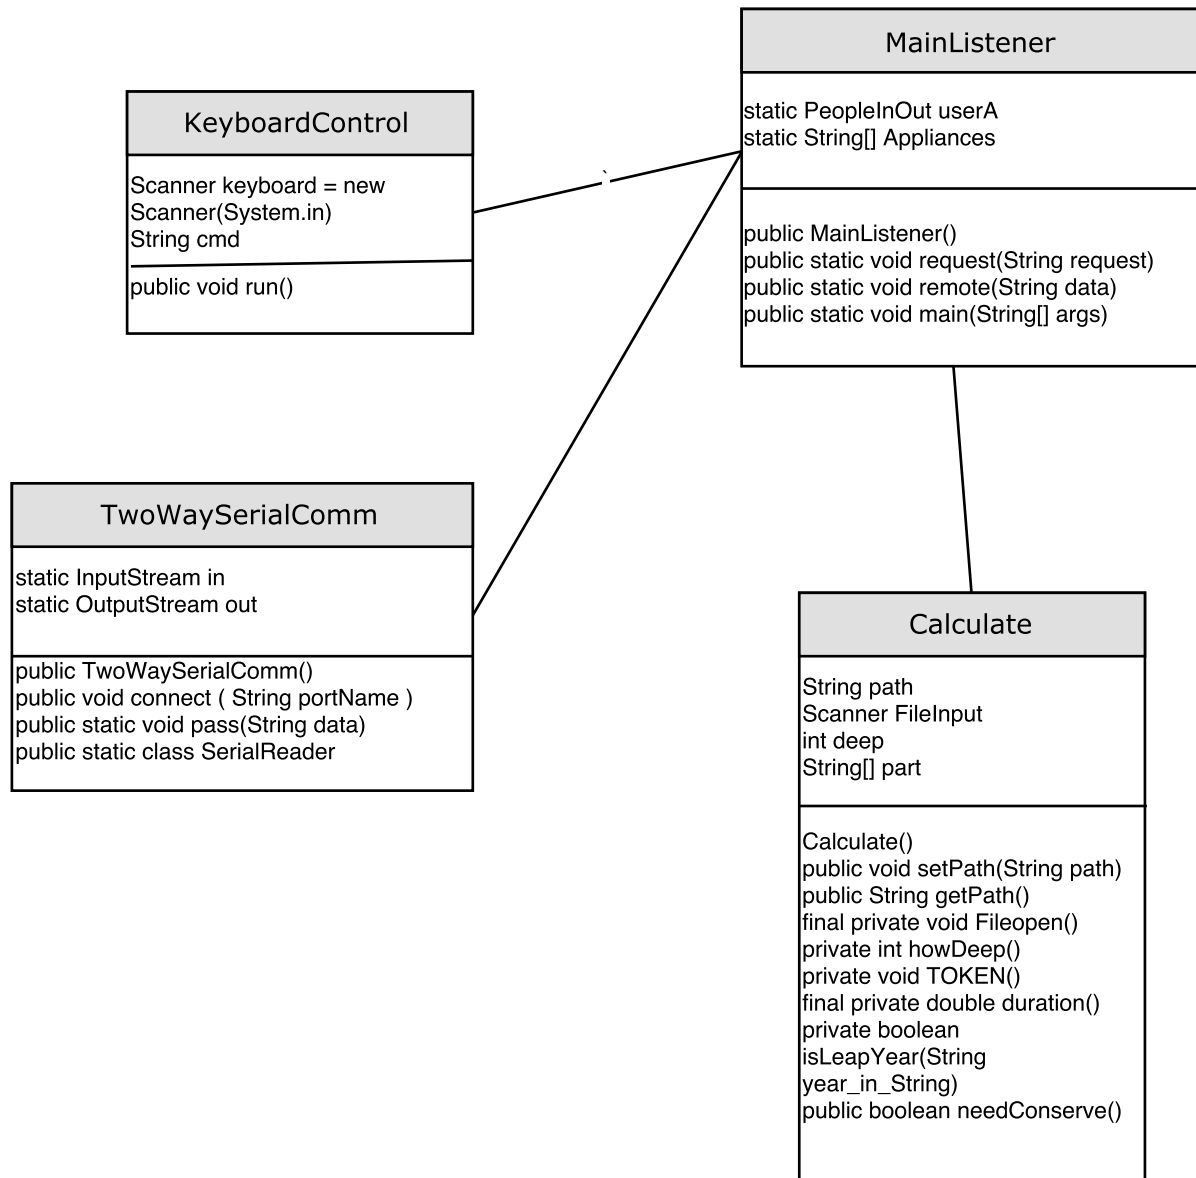 MainListener
static PeopleInOut userA
static String[] Appliances
public MainListener()
public static void request(String request)
public static void remote(String data)
public static void main(String[] args)
KeyboardControl
Scanner keyboard = new
Scanner(System.in)
String cmd
public void run()
`
TwoWaySerialComm
static InputStream in
static OutputStream out
public TwoWaySerialComm()
public void connect ( String portName )
public static void pass(String data)
public static class SerialReader
Calculate
String path
Scanner FileInput
int deep
String[] part
Calculate()
public void setPath(String path)
public String getPath()
final private void Fileopen()
private int howDeep()
private void TOKEN()
final private double duration()
private boolean
isLeapYear(String
year_in_String)
public boolean needConserve()